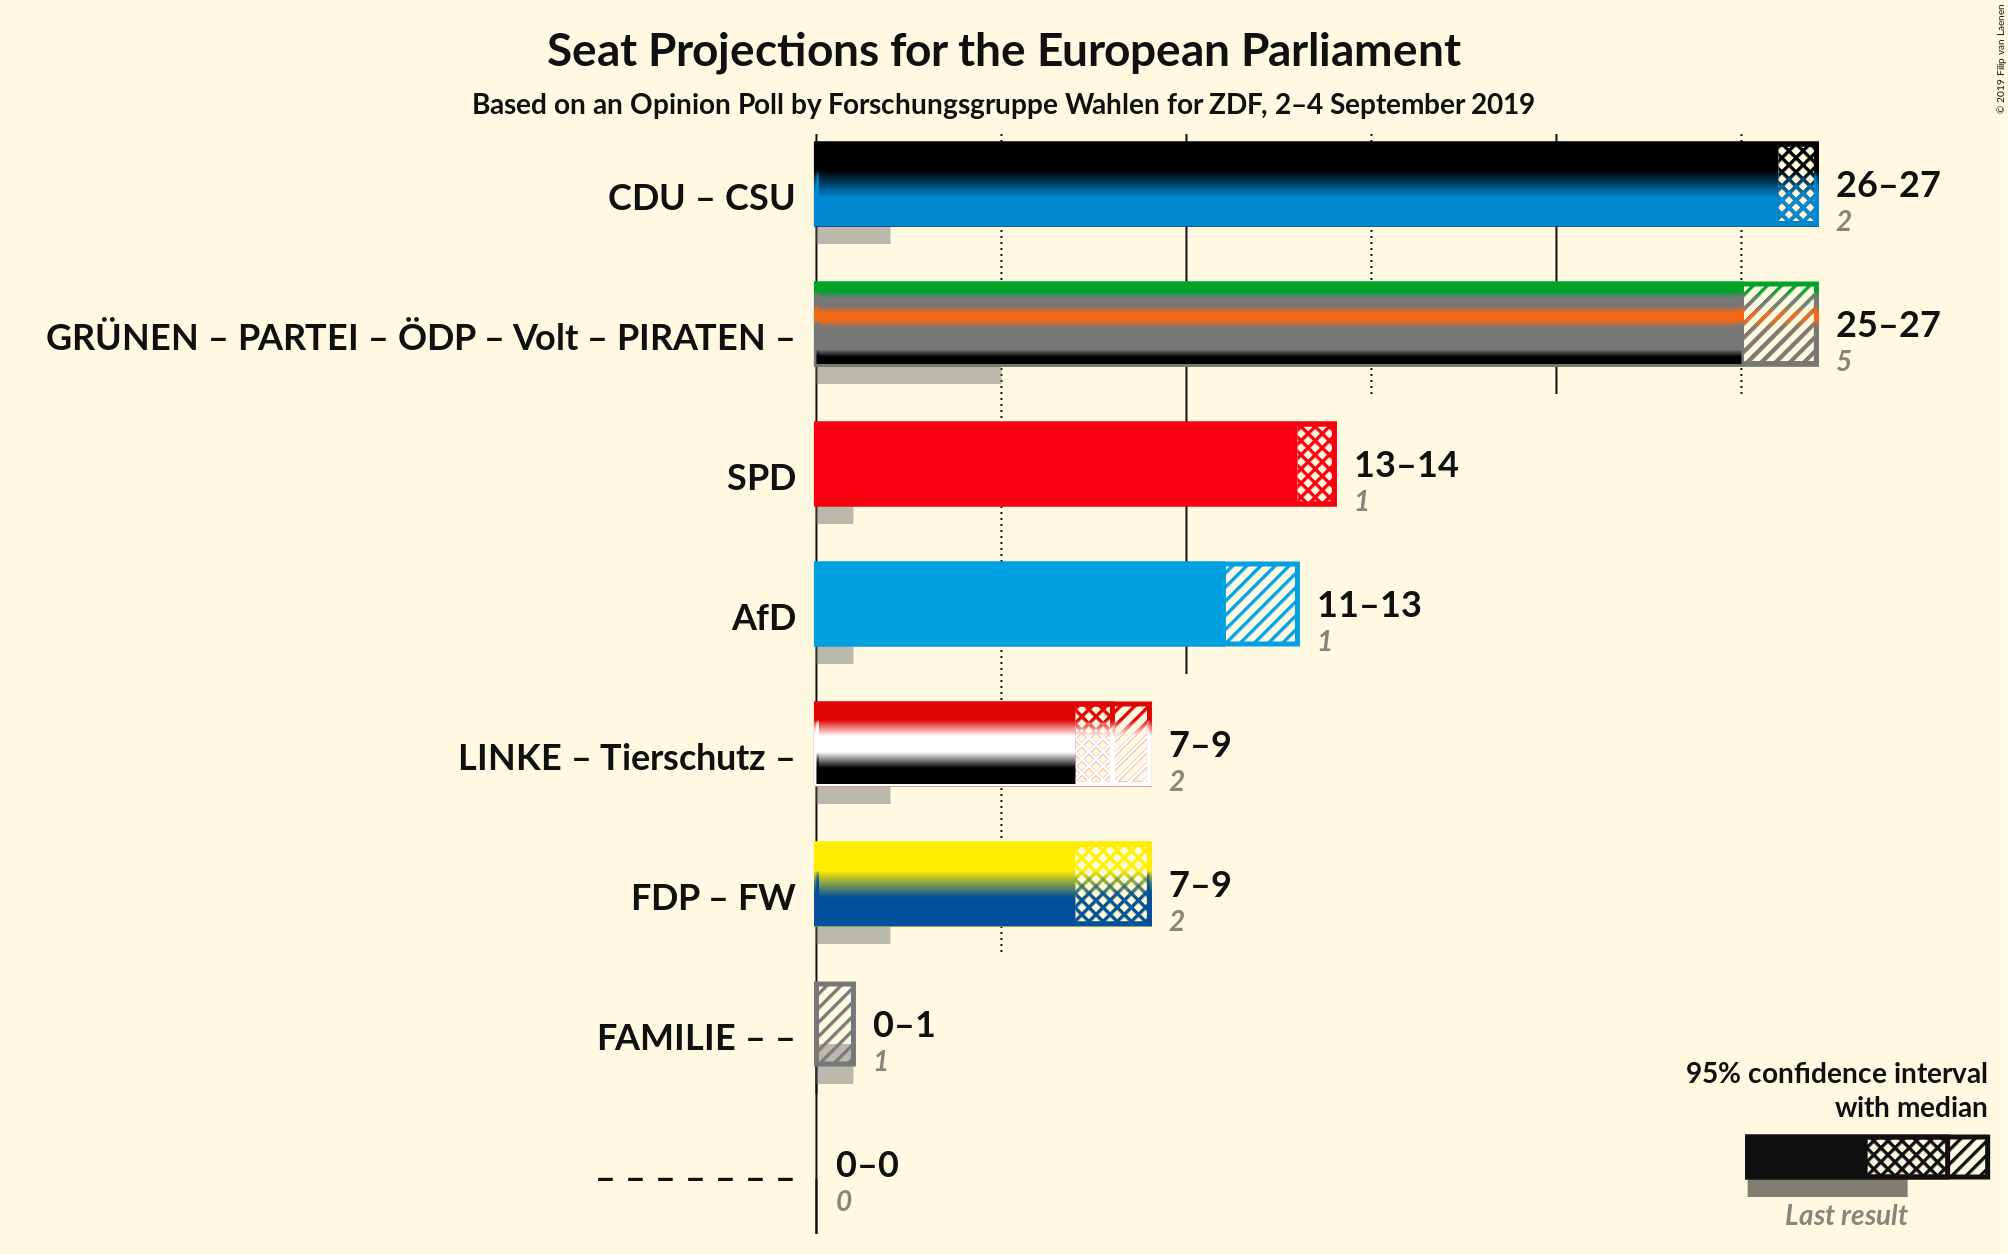 Seat Projections for the European Parliament
Based on an Opinion Poll by Forschungsgruppe Wahlen for ZDF, 2–4 September 2019
© 2019 Filip van Laenen
CDU – CSU
26–27
2
GRÜNEN – PARTEI – ÖDP – Volt – PIRATEN –
25–27
5
SPD
13–14
1
AfD
11–13
1
LINKE – Tierschutz –
7–9
2
FDP – FW
7–9
2
FAMILIE – –
0–1
1
– – – – – – –
0–0
0
95% confidence interval
with median
Last result